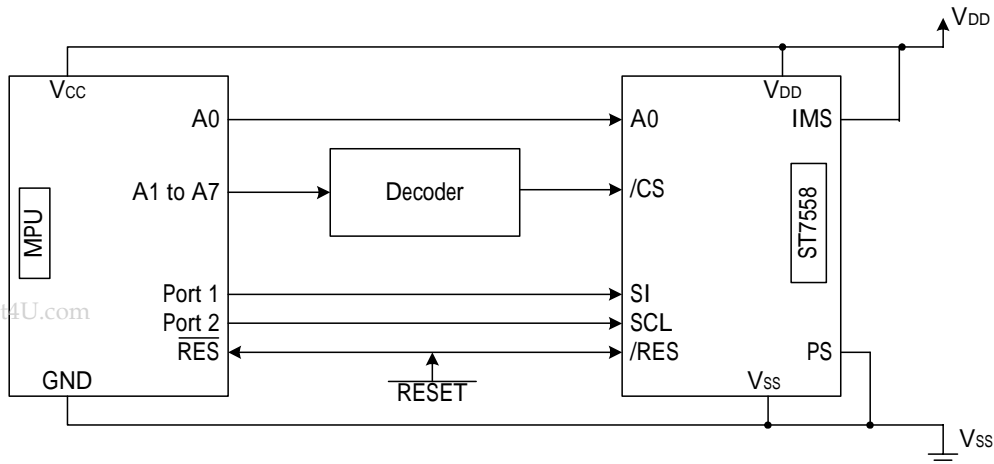 VDD
VCC
VDD
A0
A0
IMS
A1 to A7
Decoder
/CS
MPU
ST7558
Port 1
SI
t4U.com
Port 2
SCL
RES
/RES
PS
GND
RESET
VSS
VSS